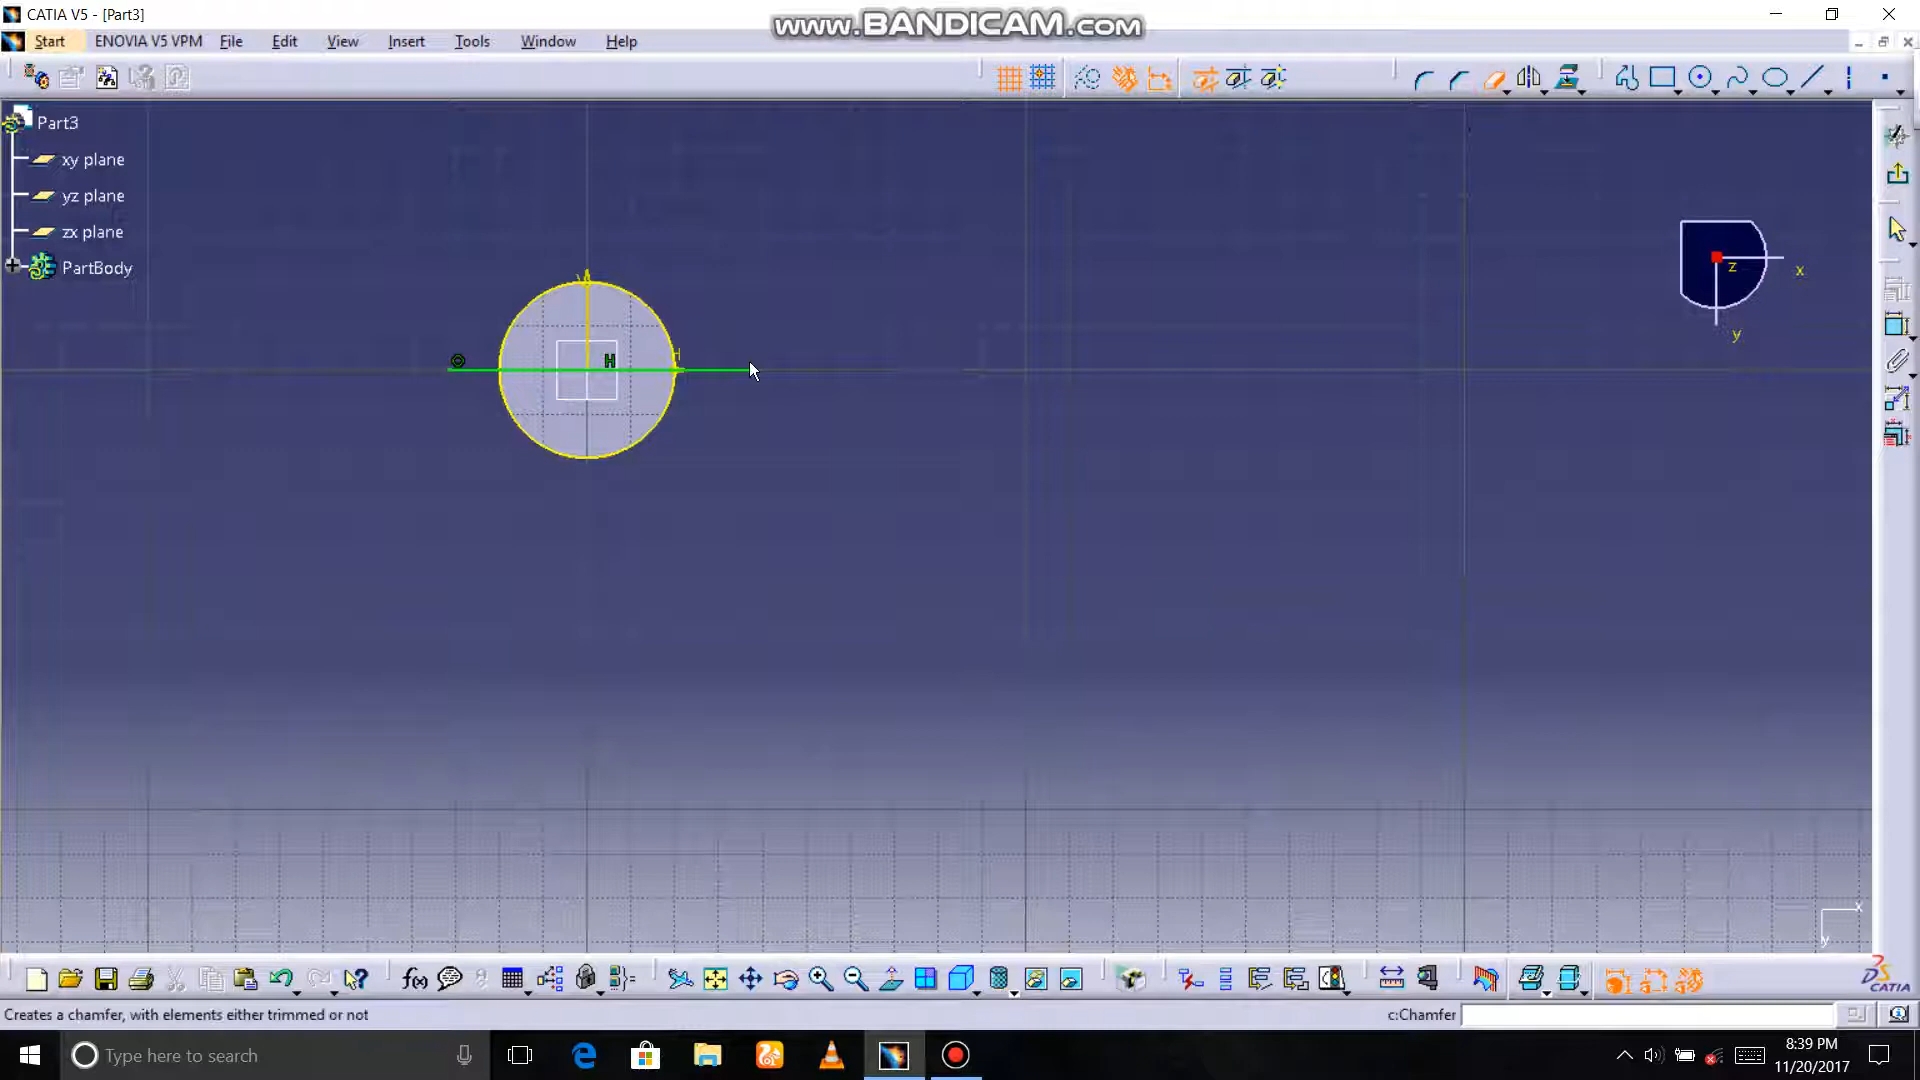 CATIA V5 - [Part3]
www.BANDICAM.com
Start ENOVIA V5 VPM File Edit View Insert Tools Window Help
Part3
xy plane
yz plane
zx plane
PartBody
V
H
H
z
x
y
x
y
f(x)
CATIA
Creates a chamfer, with elements either trimmed or not
c:Chamfer
Type here to search
8:39 PM
11/20/2017